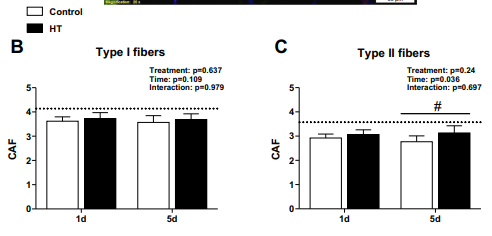 Control
HT
B
Type I fibers
Treatment: p=0.637
Time: p=0.109
Interaction: p=0.979
CAF
5
4
3
2
1
0
1d
5d
C
Type II fibers
Treatment: p=0.24
Time: p=0.036
Interaction: p=0.697
#
CAF
5
4
3
2
1
0
1d
5d